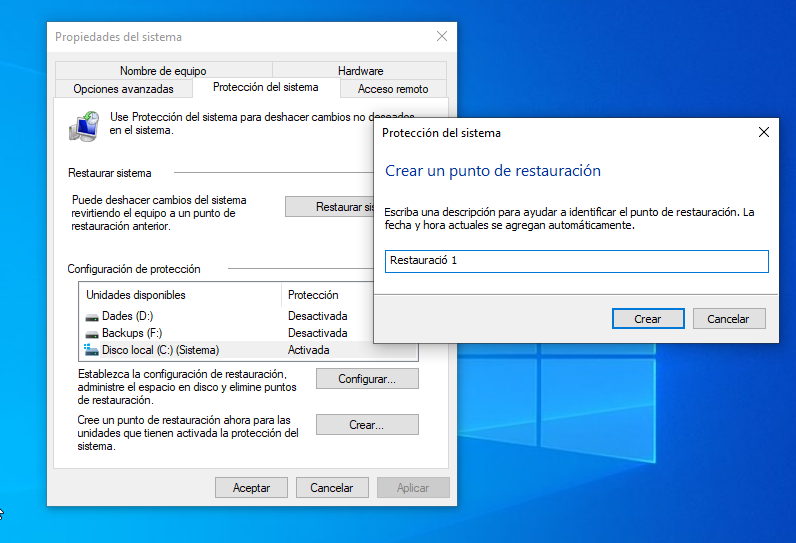 Propiedades del sistema
Nombre de equipo
Hardware
Opciones avanzadas
Protección del sistema
Acceso remoto
Use Protección del sistema para deshacer cambios no deseados
en el sistema.
Restaurar sistema
Puede deshacer cambios del sistema
revirtiendo el equipo a un punto de
restauración anterior.
Restaurar sis
Configuración de protección
Unidades disponibles
Protección
Dades (D:)
Desactivada
Backups (F:)
Desactivada
Disco local (C:) (Sistema)
Activada
Establezca la configuración de restauración,
administre el espacio en disco y elimine puntos
de restauración.
Configurar...
Cree un punto de restauración ahora para las
unidades que tienen activada la protección del
sistema.
Crear...
Aceptar
Cancelar
Aplicar
Protección del sistema
Crear un punto de restauración
Escriba una descripción para ayudar a identificar el punto de restauración. La
fecha y hora actuales se agregan automáticamente.
Restauració 1
Crear
Cancelar